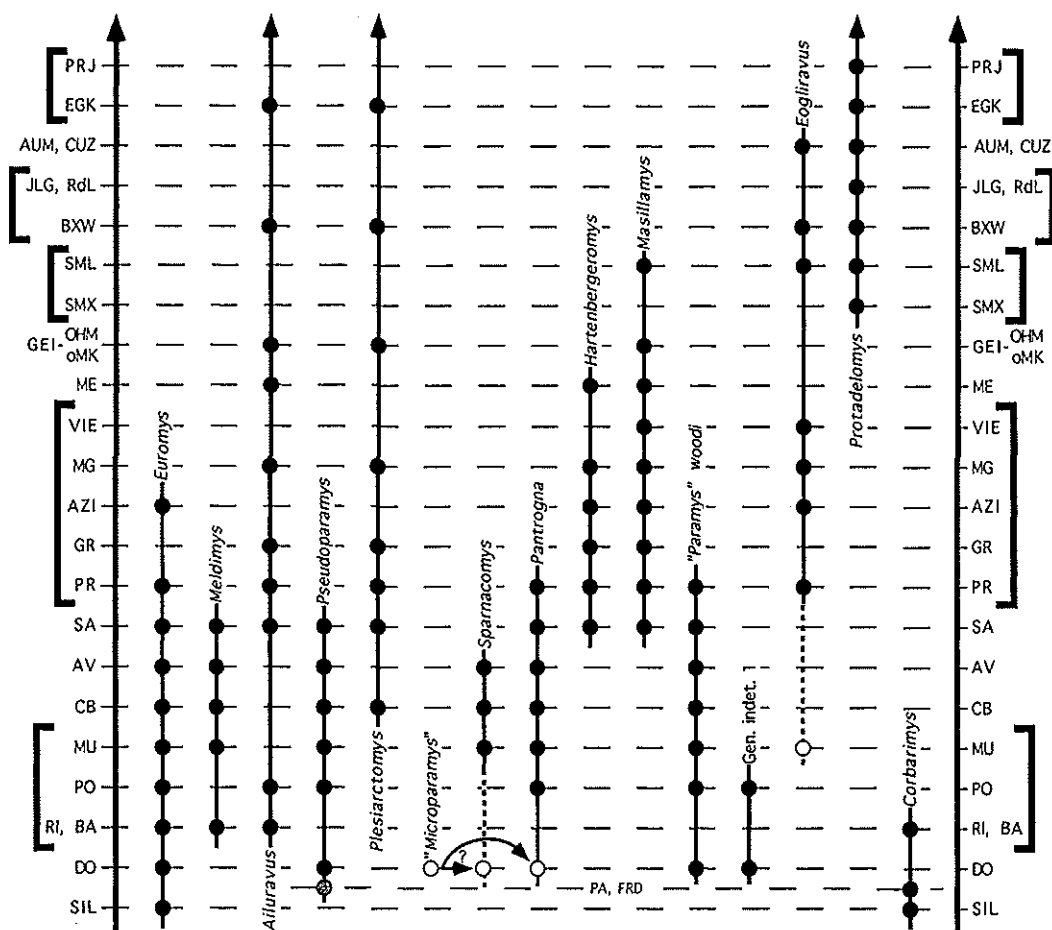 PRJ
EGK
AUM, CUZ
JLG, RdL
BXW
SML
SMX
GEI-OHM
oMK
ME
VIE
MG
AZI
GR
PR
SA
AV
CB
MU
PO
RI, BA
DO
SIL
Euromys
Meldimys
Ailuravus
Pseudoparamys
Plesiarctomys
"Microparamys"
?
Sparnacomys
Pantrogna
Hartenbergeromys
Masillamys
"Paramys" woodi
Gen. indet.
Eogliravus
Protadelomys
Corbarimys
PA, FRD
PRJ
EGK
AUM, CUZ
JLG, RdL
BXW
SML
SMX
GEI-OHM
oMK
ME
VIE
MG
AZI
GR
PR
SA
AV
CB
MU
PO
RI, BA
DO
SIL